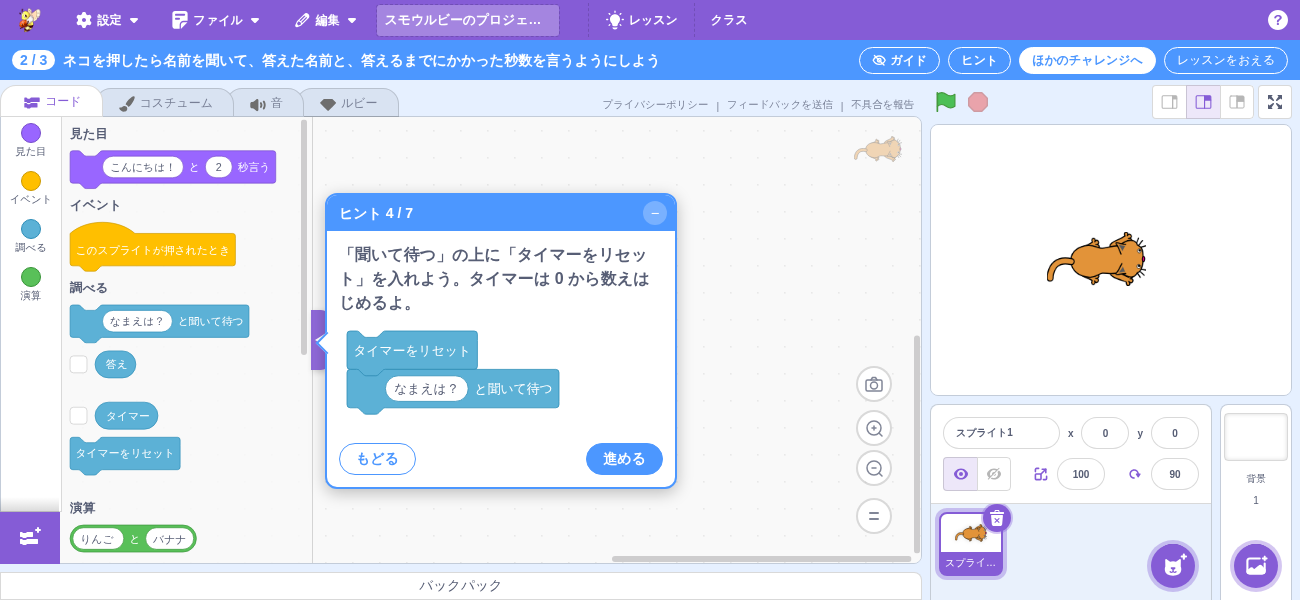 設定
ファイル
編集
スモウルビーのプロジェ…
レッスン
クラス
?
2 / 3
ネコを押したら名前を聞いて、答えた名前と、答えるまでにかかった秒数を言うようにしよう
ガイド
ヒント
ほかのチャレンジへ
レッスンをおえる
コード
コスチューム
音
ルビー
プライバシーポリシー | フィードバックを送信 | 不具合を報告
見た目
イベント
調べる
演算
見た目
こんにちは! と 2 秒言う
イベント
このスプライトが押されたとき
調べる
なまえは? と聞いて待つ
答え
タイマー
タイマーをリセット
演算
りんご と バナナ
ヒント 4 / 7
「聞いて待つ」の上に「タイマーをリセッ
ト」を入れよう。タイマーは 0 から数えは
じめるよ。
タイマーをリセット
なまえは? と聞いて待つ
もどる
進める
スプライト1
x 0
y 0
100
90
スプライ…
背景
1
バックパック